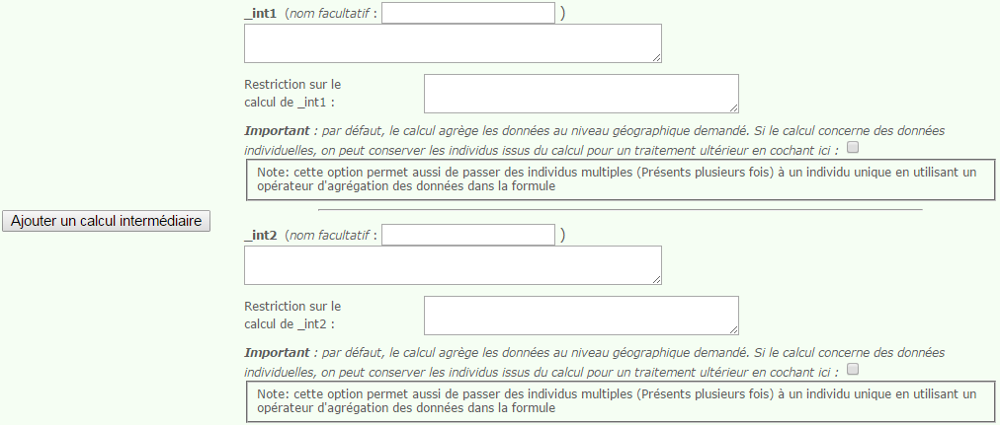 _int1 (nom facultatif : )
Restriction sur le
calcul de _int1 :
Important : par défaut, le calcul agrège les données au niveau géographique demandé. Si le calcul concerne des données
individuelles, on peut conserver les individus issus du calcul pour un traitement ultérieur en cochant ici :
Note: cette option permet aussi de passer des individus multiples (Présents plusieurs fois) à un individu unique en utilisant un
opérateur d'agrégation des données dans la formule
Ajouter un calcul intermédiaire
_int2 (nom facultatif : )
Restriction sur le
calcul de _int2 :
Important : par défaut, le calcul agrège les données au niveau géographique demandé. Si le calcul concerne des données
individuelles, on peut conserver les individus issus du calcul pour un traitement ultérieur en cochant ici :
Note: cette option permet aussi de passer des individus multiples (Présents plusieurs fois) à un individu unique en utilisant un
opérateur d'agrégation des données dans la formule